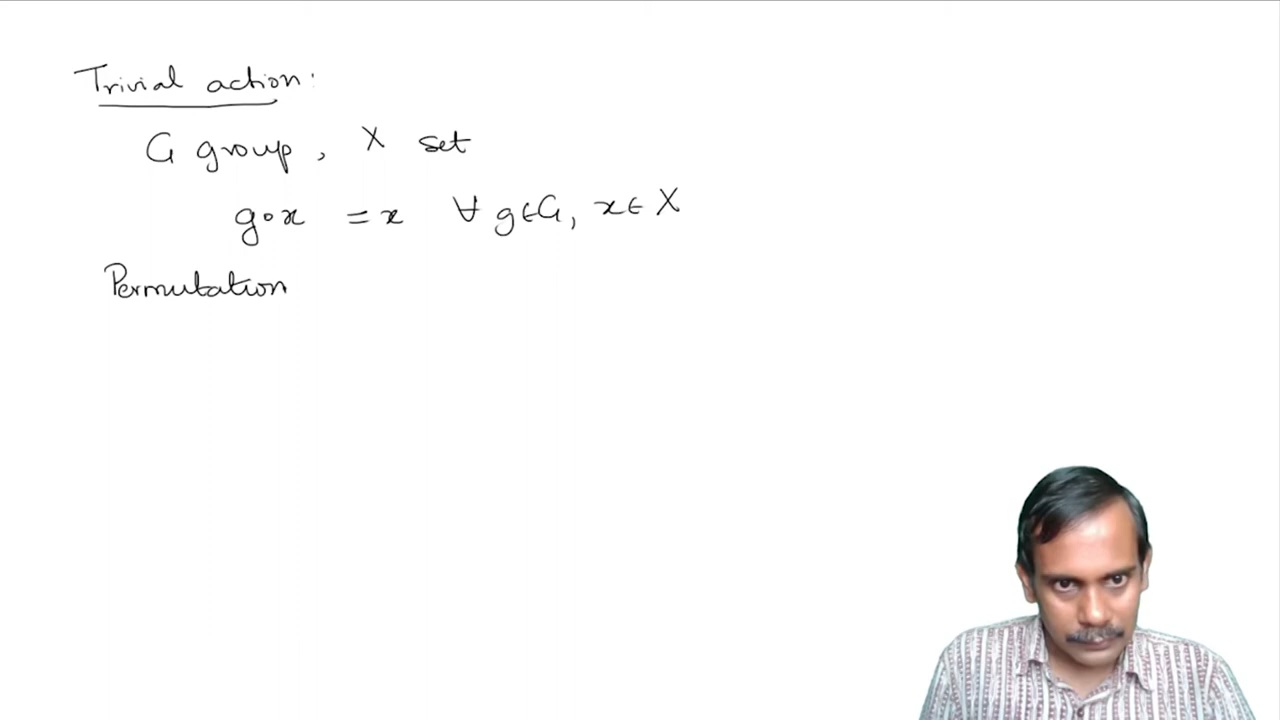 Trivial action:
G group, X set
g∘x = x ∀ g∈G, x∈X
Permutation